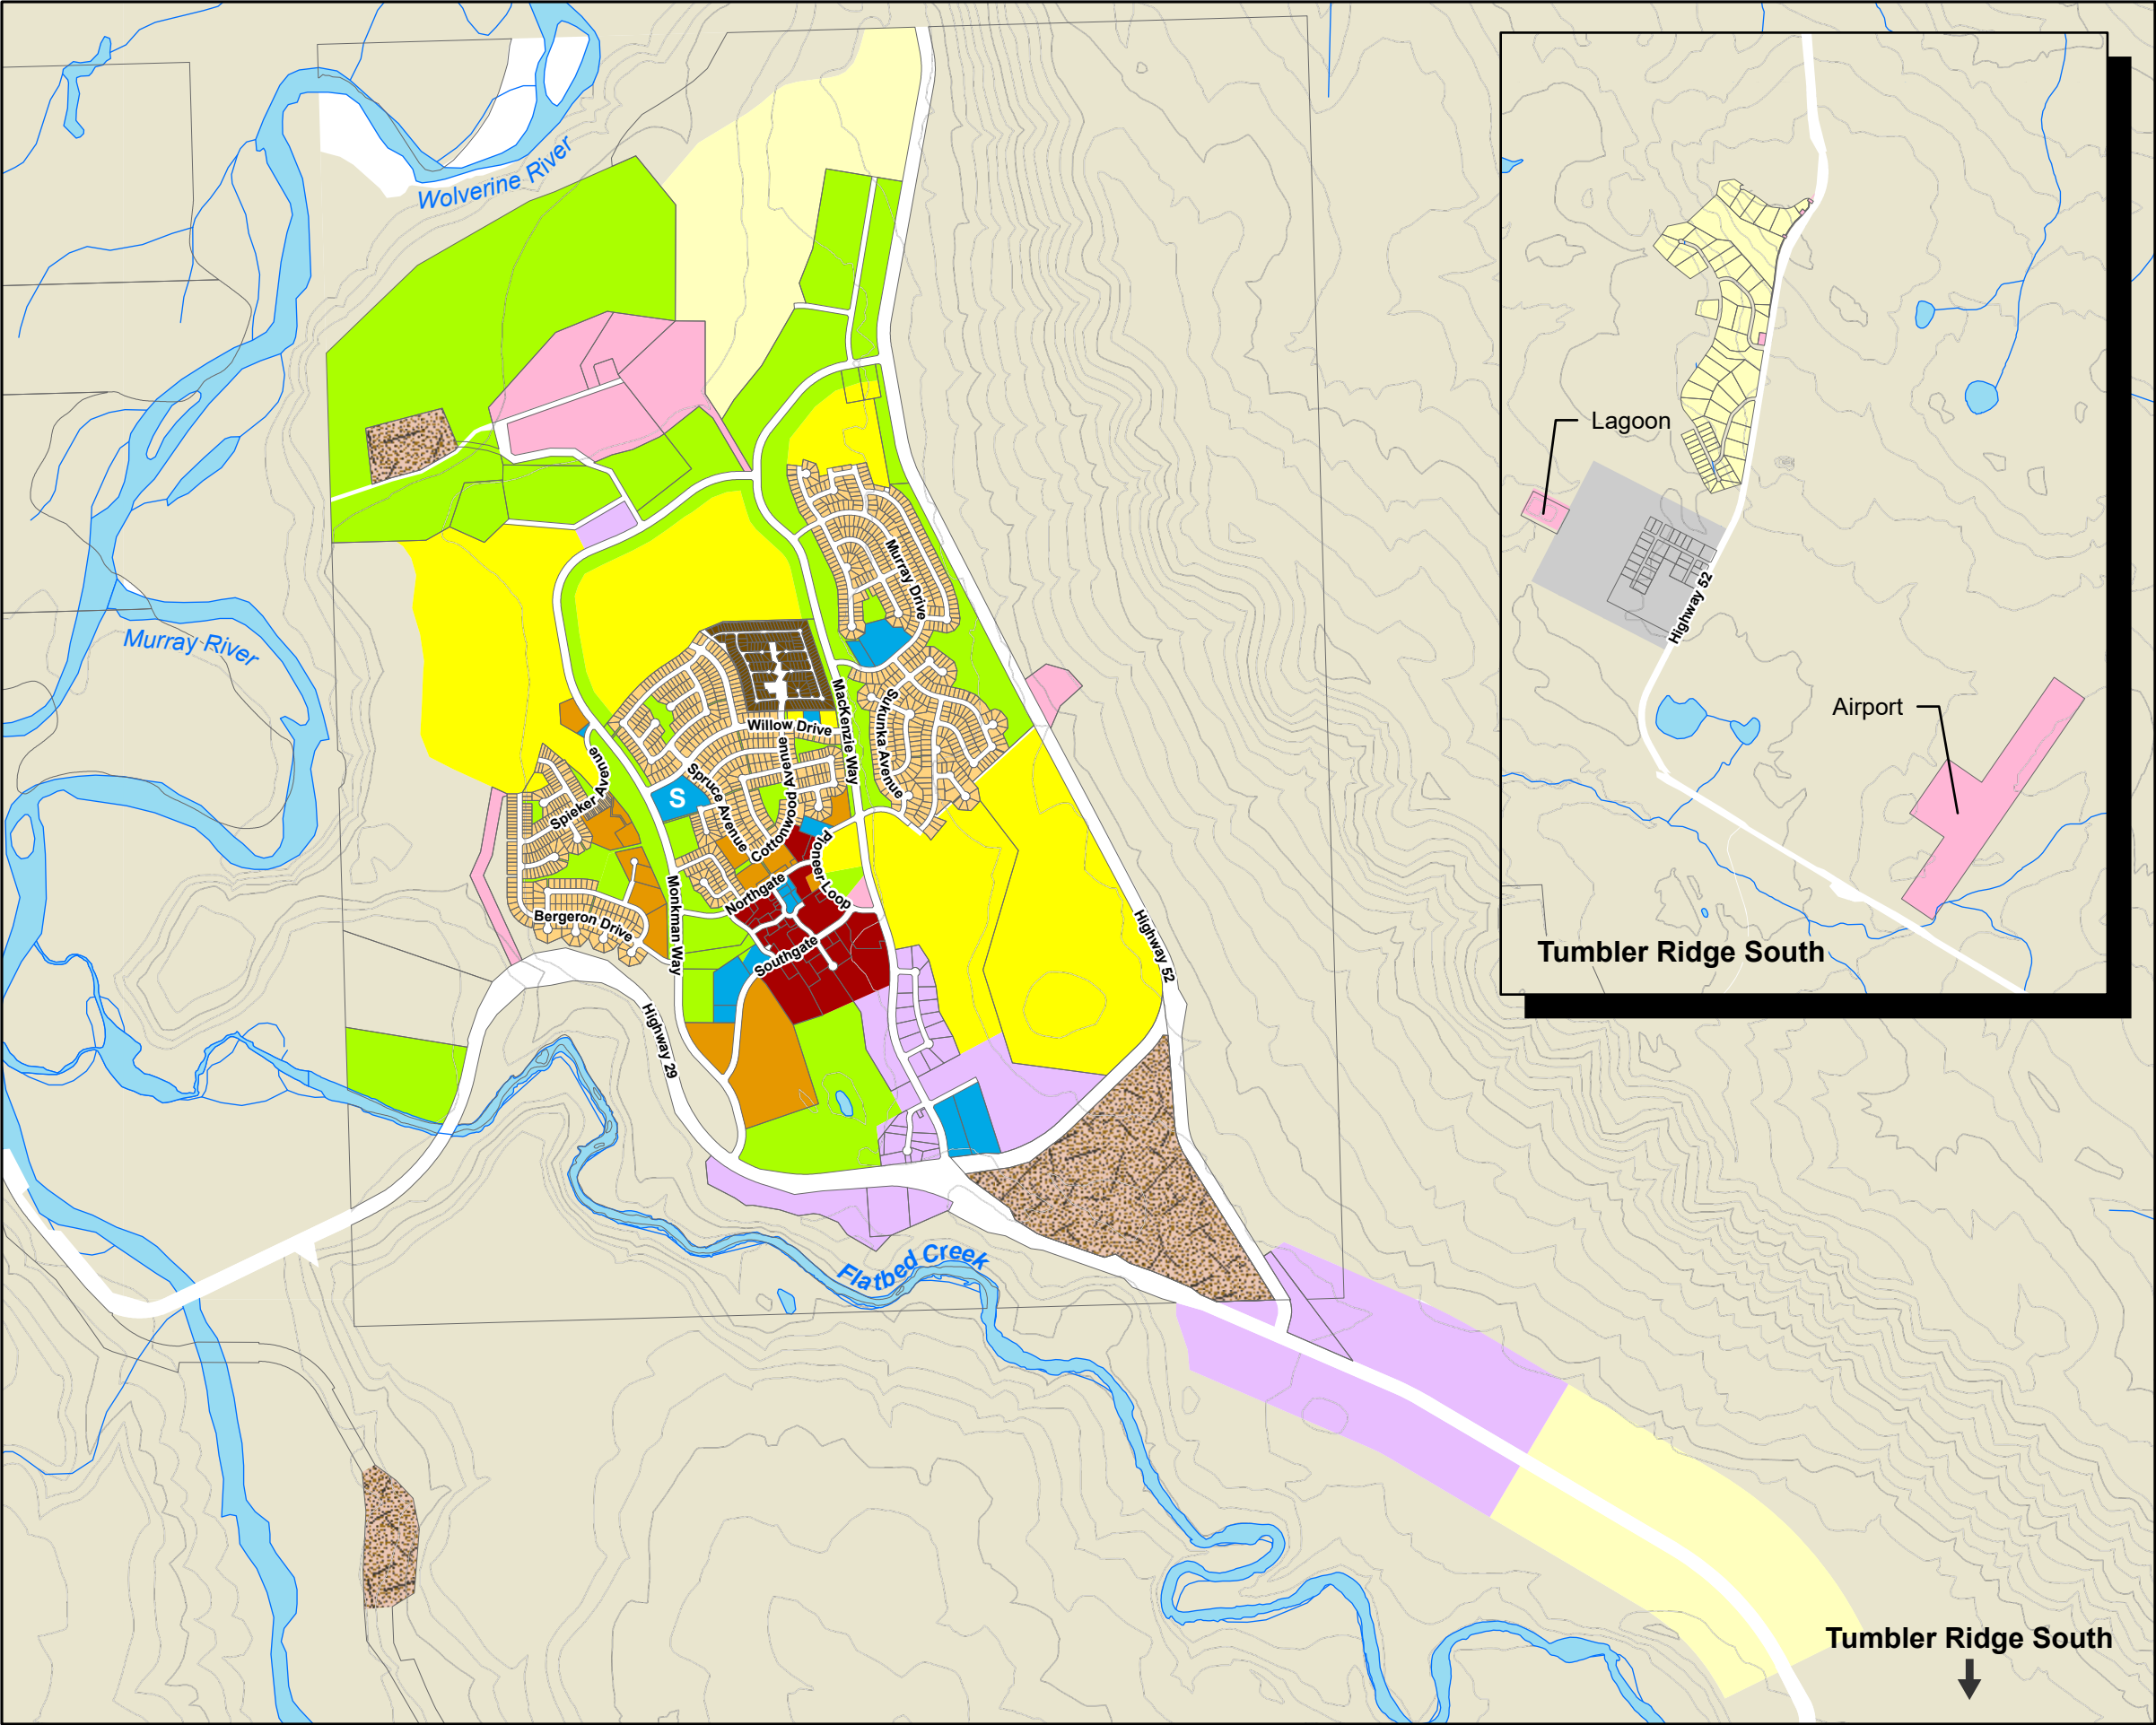 Wolverine River
Murray River
Murray Drive
MacKenzie Way
Sukunka Avenue
Willow Drive
Avenue
Spieker Avenue
S
Spruce Avenue
Cottonwood Avenue
Pioneer Loop
Northgate
Southgate
Bergeron Drive
Monkman Way
Highway 52
Highway 29
Flatbed Creek
Lagoon
Highway 52
Airport
Tumbler Ridge South
Tumbler Ridge South